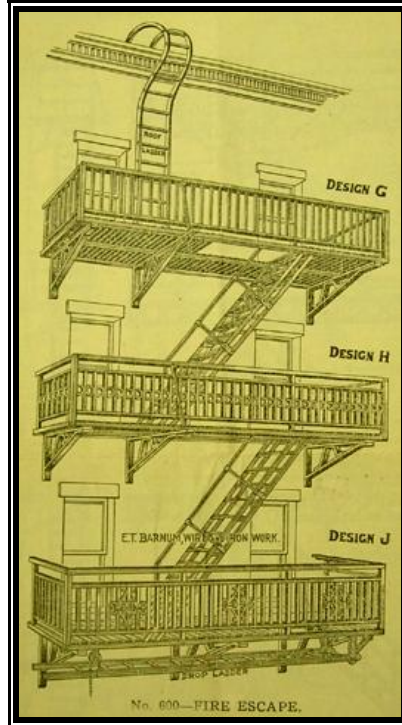 ROOF
LADDER
DESIGN G
DESIGN H
E.T. BARNUM, WIRE & IRON WORK.
DESIGN J
DROP LADDER
No. 600—FIRE ESCAPE.